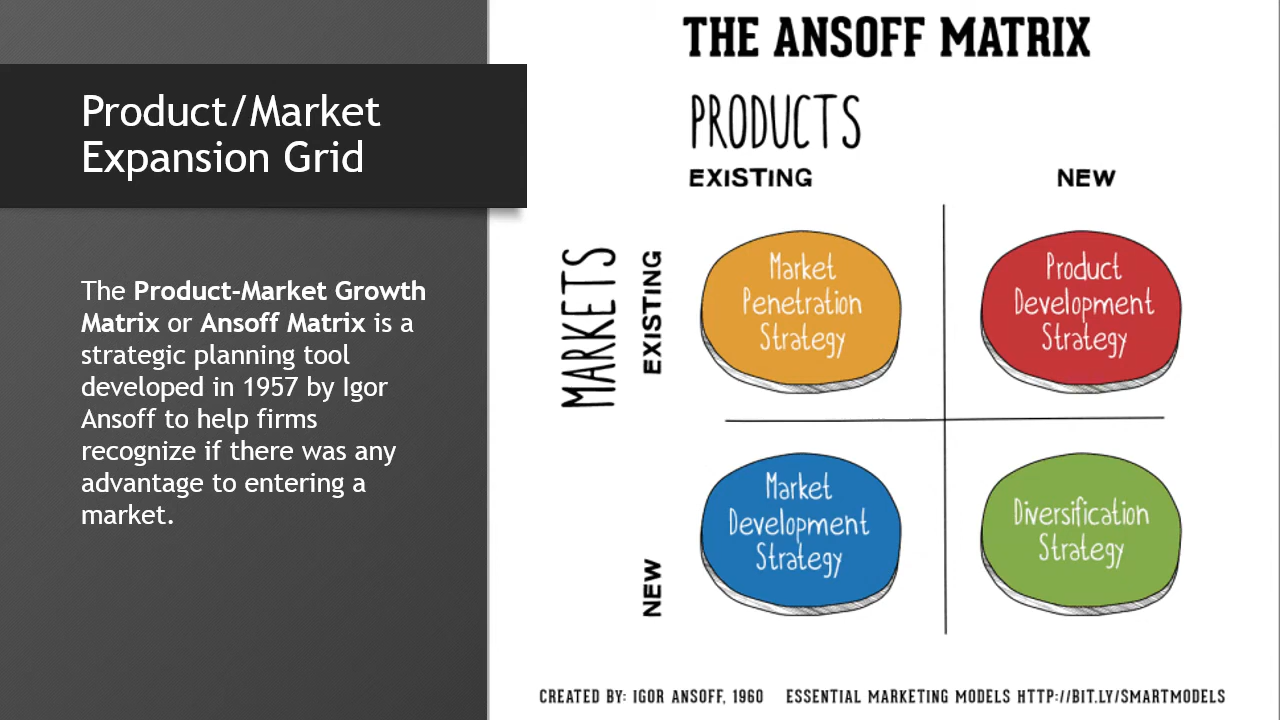 Product/Market
Expansion Grid
The Product-Market Growth
Matrix or Ansoff Matrix is a
strategic planning tool
developed in 1957 by Igor
Ansoff to help firms
recognize if there was any
advantage to entering a
market.
THE ANSOFF MATRIX
PRODUCTS
EXISTING
NEW
MARKETS
EXISTING
Market
Penetration
Strategy
Product
Development
Strategy
NEW
Market
Development
Strategy
Diversification
Strategy
CREATED BY: IGOR ANSOFF, 1960 ESSENTIAL MARKETING MODELS HTTP://BIT.LY/SMARTMODELS